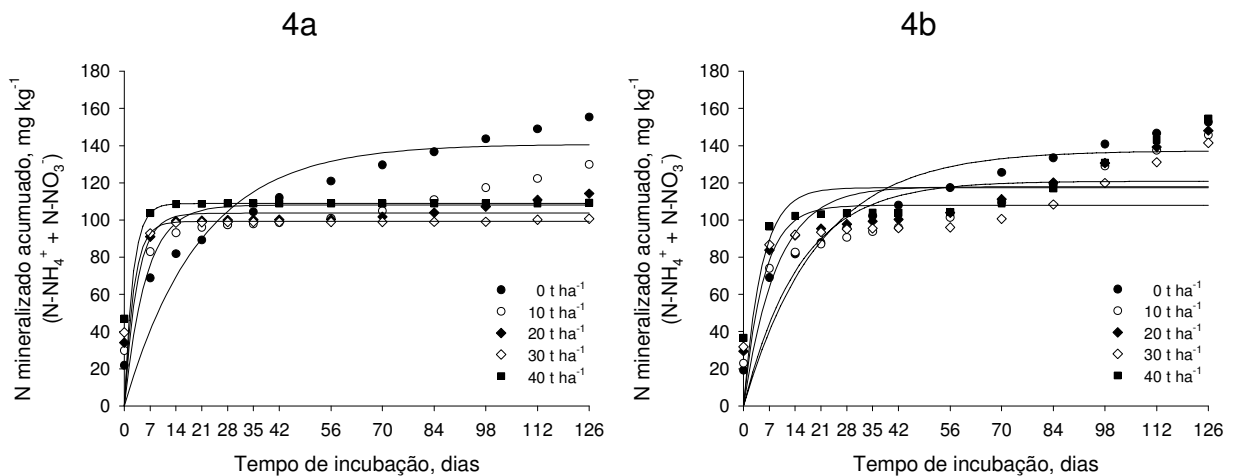 4a
4b
N mineralizado acumuado, mg kg⁻¹
(N-NH₄⁺ + N-NO₃⁻)
180
160
140
120
100
80
60
40
20
0
0 7 14 21 28 35 42 56 70 84 98 112 126
Tempo de incubação, dias
0 t ha⁻¹
10 t ha⁻¹
20 t ha⁻¹
30 t ha⁻¹
40 t ha⁻¹
N mineralizado acumuado, mg kg⁻¹
(N-NH₄⁺ + N-NO₃⁻)
180
160
140
120
100
80
60
40
20
0
0 7 14 21 28 35 42 56 70 84 98 112 126
Tempo de incubação, dias
0 t ha⁻¹
10 t ha⁻¹
20 t ha⁻¹
30 t ha⁻¹
40 t ha⁻¹